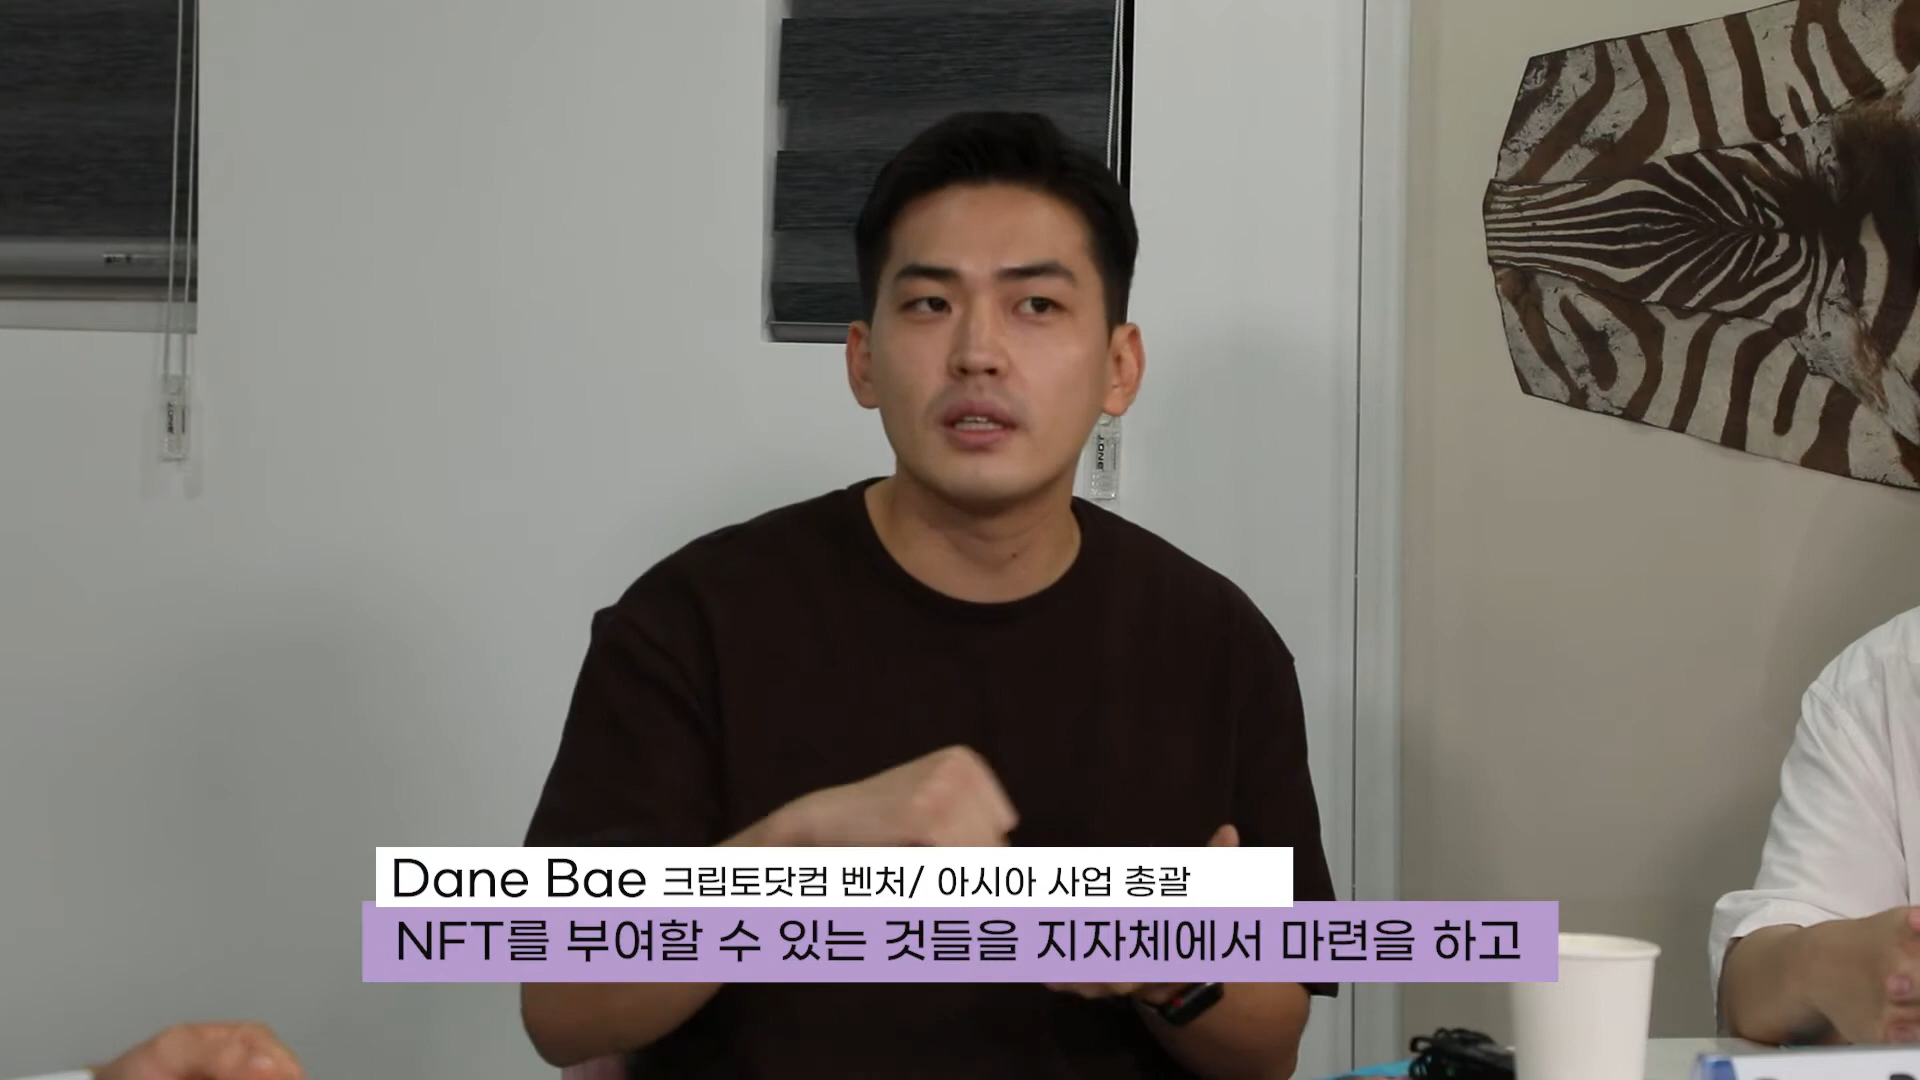 Dane Bae 크립토닷컴 벤처/ 아시아 사업 총괄
NFT를 부여할 수 있는 것들을 지자체에서 마련을 하고